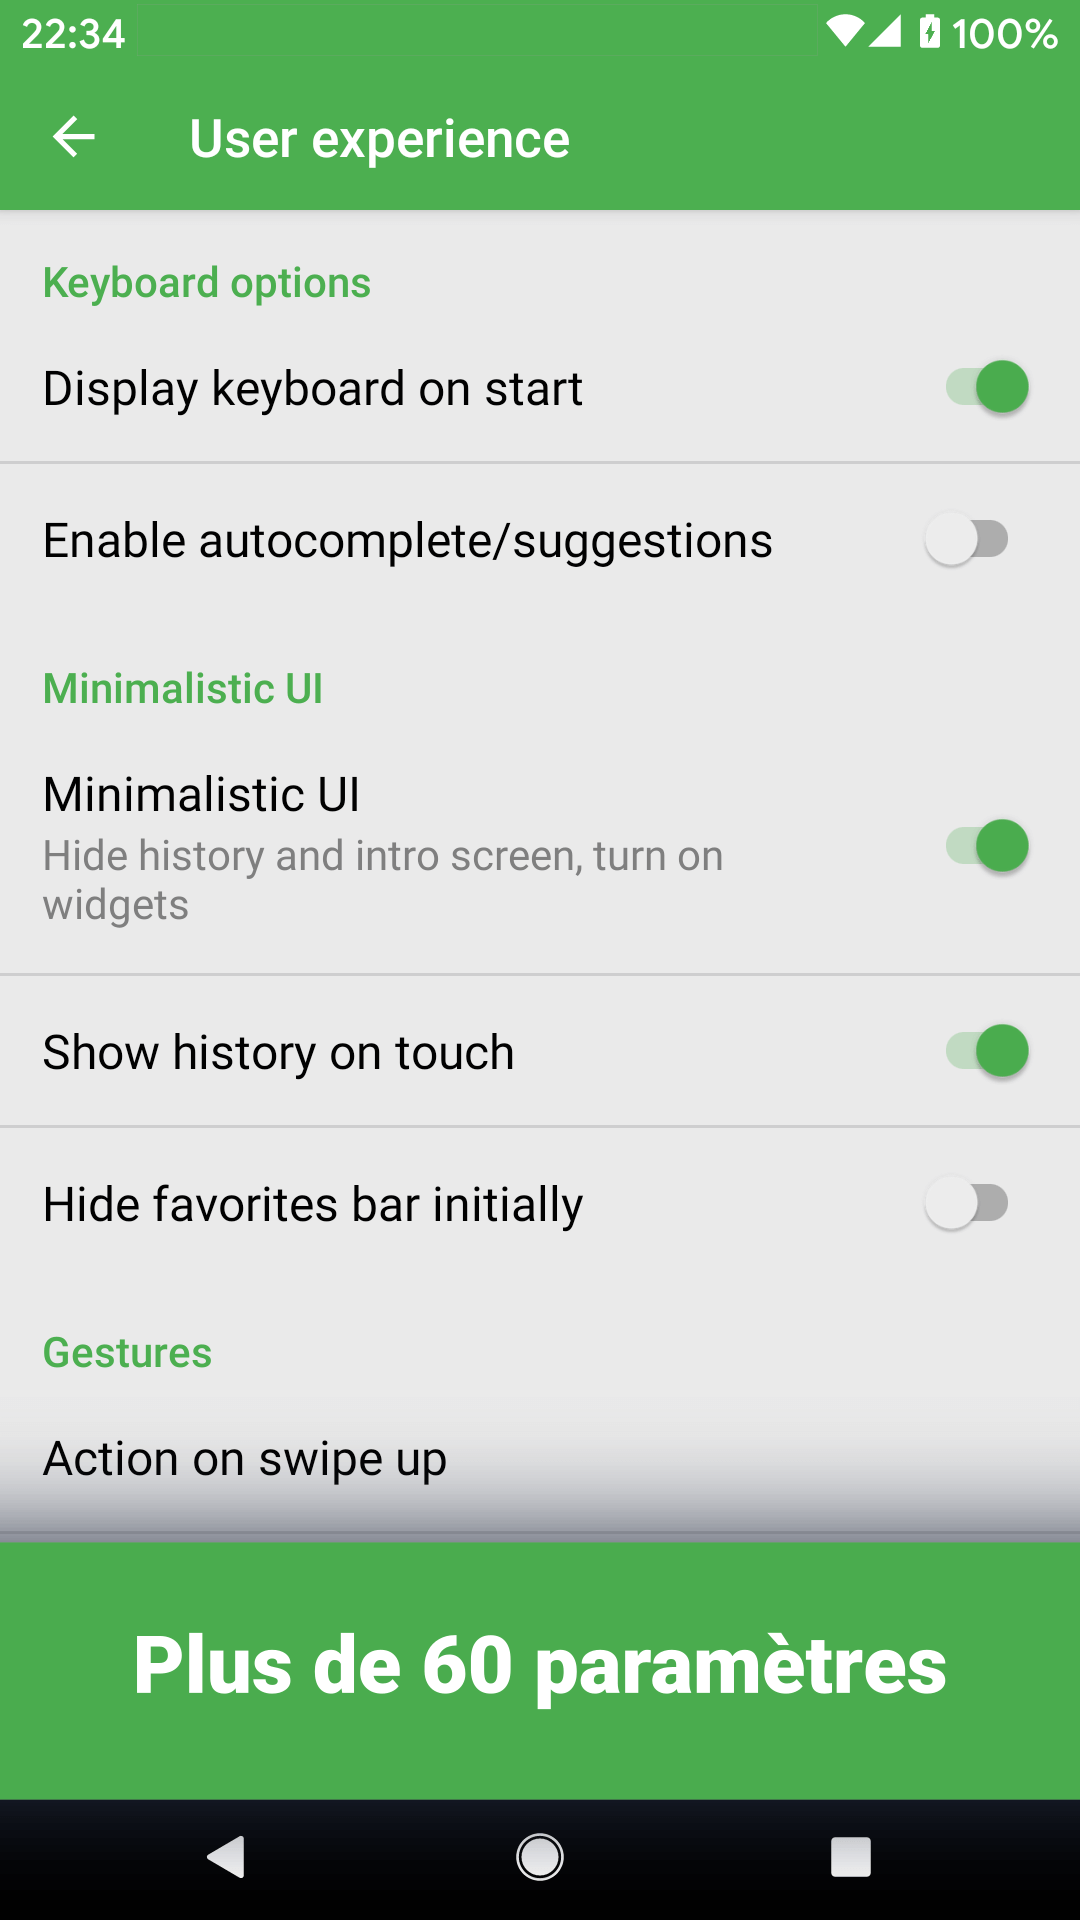 22:34 100%
User experience
Keyboard options
Display keyboard on start
Enable autocomplete/suggestions
Minimalistic UI
Minimalistic UI
Hide history and intro screen, turn on
widgets
Show history on touch
Hide favorites bar initially
Gestures
Action on swipe up
Plus de 60 paramètres